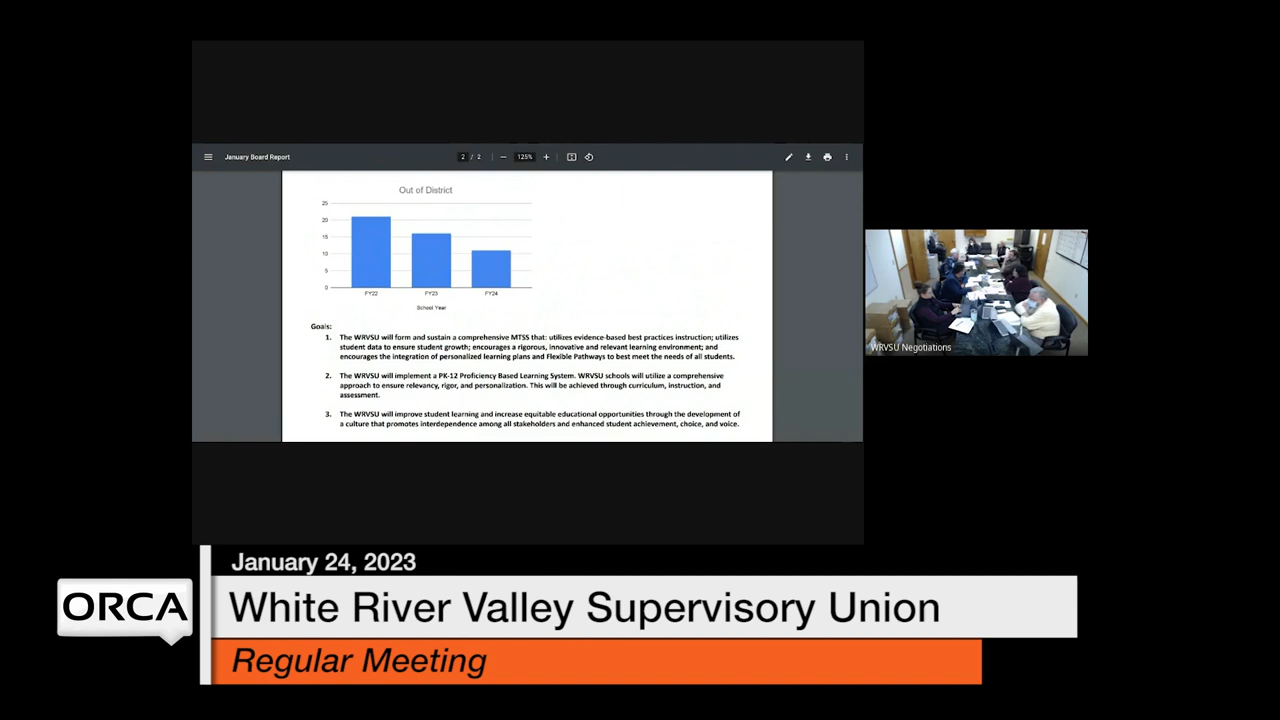 January Board Report
2 / 2
125%
Out of District
25
20
15
10
5
0
FY22
FY23
FY24
School Year
Goals:
1. The WRVSU will form and sustain a comprehensive MTSS that: utilizes evidence-based best practices instruction; utilizes
student data to ensure student growth; encourages a rigorous, innovative and relevant learning environment; and
encourages the integration of personalized learning plans and Flexible Pathways to best meet the needs of all students.
2. The WRVSU will implement a PK-12 Proficiency Based Learning System. WRVSU schools will utilize a comprehensive
approach to ensure relevancy, rigor, and personalization. This will be achieved through curriculum, instruction, and
assessment.
3. The WRVSU will improve student learning and increase equitable educational opportunities through the development of
a culture that promotes interdependence among all stakeholders and enhanced student achievement, choice, and voice.
WRVSU Negotiations
January 24, 2023
ORCA
White River Valley Supervisory Union
Regular Meeting